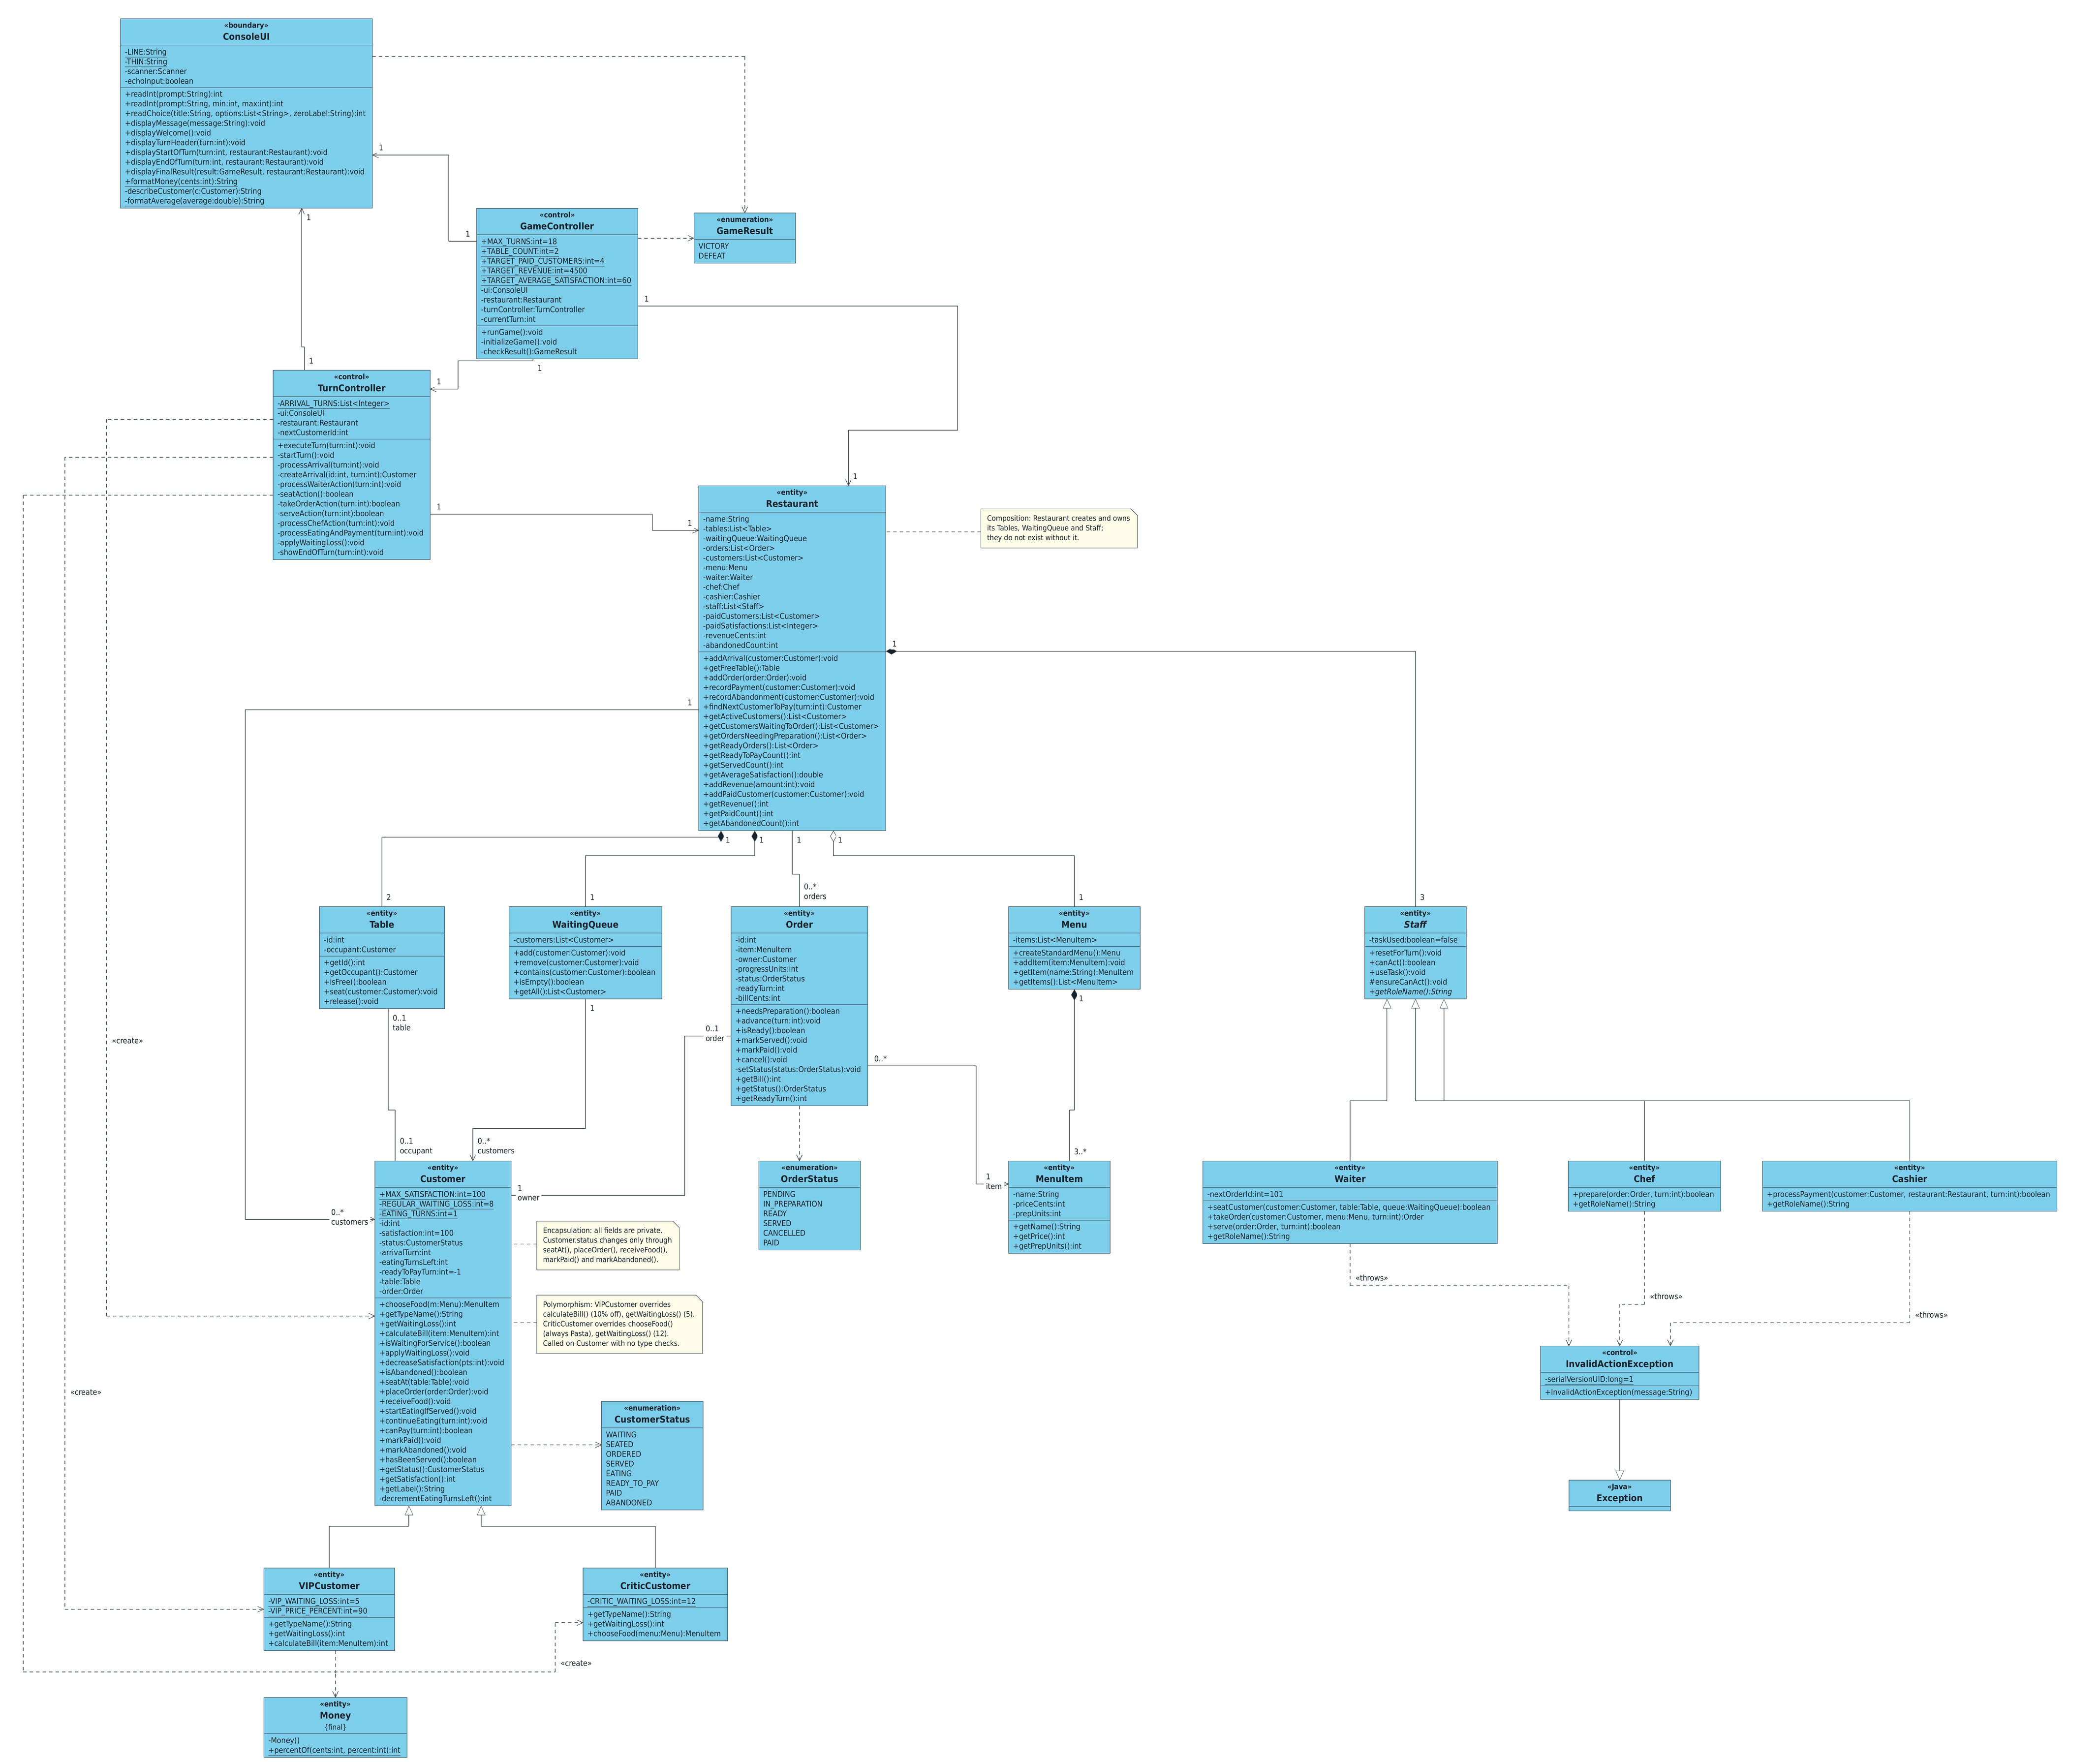 «boundary»
ConsoleUI
-LINE:String
-THIN:String
-scanner:Scanner
-echoInput:boolean
+readInt(prompt:String):int
+readInt(prompt:String, min:int, max:int):int
+readChoice(title:String, options:List<String>, zeroLabel:String):int
+displayMessage(message:String):void
+displayWelcome():void
+displayTurnHeader(turn:int):void
+displayStartOfTurn(turn:int, restaurant:Restaurant):void
+displayEndOfTurn(turn:int, restaurant:Restaurant):void
+displayFinalResult(result:GameResult, restaurant:Restaurant):void
+formatMoney(cents:int):String
-describeCustomer(c:Customer):String
-formatAverage(average:double):String
1
1
1
1
«control»
GameController
+MAX_TURNS:int=18
+TABLE_COUNT:int=2
+TARGET_PAID_CUSTOMERS:int=4
+TARGET_REVENUE:int=4500
+TARGET_AVERAGE_SATISFACTION:int=60
-ui:ConsoleUI
-restaurant:Restaurant
-turnController:TurnController
-currentTurn:int
+runGame():void
-initializeGame():void
-checkResult():GameResult
1
1
1
1
«enumeration»
GameResult
VICTORY
DEFEAT
«control»
TurnController
-ARRIVAL_TURNS:List<Integer>
-ui:ConsoleUI
-restaurant:Restaurant
-nextCustomerId:int
+executeTurn(turn:int):void
-startTurn():void
-processArrival(turn:int):void
-createArrival(id:int, turn:int):Customer
-processWaiterAction(turn:int):void
-seatAction():boolean
-takeOrderAction(turn:int):boolean
-serveAction(turn:int):boolean
-processChefAction(turn:int):void
-processEatingAndPayment(turn:int):void
-applyWaitingLoss():void
-showEndOfTurn(turn:int):void
1
1
«entity»
Restaurant
-name:String
-tables:List<Table>
-waitingQueue:WaitingQueue
-orders:List<Order>
-customers:List<Customer>
-menu:Menu
-waiter:Waiter
-chef:Chef
-cashier:Cashier
-staff:List<Staff>
-paidCustomers:List<Customer>
-paidSatisfactions:List<Integer>
-revenueCents:int
-abandonedCount:int
+addArrival(customer:Customer):void
+getFreeTable():Table
+addOrder(order:Order):void
+recordPayment(customer:Customer):void
+recordAbandonment(customer:Customer):void
+findNextCustomerToPay(turn:int):Customer
+getActiveCustomers():List<Customer>
+getCustomersWaitingToOrder():List<Customer>
+getOrdersNeedingPreparation():List<Order>
+getReadyOrders():List<Order>
+getReadyToPayCount():int
+getServedCount():int
+getAverageSatisfaction():double
+addRevenue(amount:int):void
+addPaidCustomer(customer:Customer):void
+getRevenue():int
+getPaidCount():int
+getAbandonedCount():int
Composition: Restaurant creates and owns
its Tables, WaitingQueue and Staff;
they do not exist without it.
1
1
1
1
1
1
2
1
0..*
orders
1
3
«entity»
Table
-id:int
-occupant:Customer
+getId():int
+getOccupant():Customer
+isFree():boolean
+seat(customer:Customer):void
+release():void
«entity»
WaitingQueue
-customers:List<Customer>
+add(customer:Customer):void
+remove(customer:Customer):void
+contains(customer:Customer):boolean
+isEmpty():boolean
+getAll():List<Customer>
«entity»
Order
-id:int
-item:MenuItem
-owner:Customer
-progressUnits:int
-status:OrderStatus
-readyTurn:int
-billCents:int
+needsPreparation():boolean
+advance(turn:int):void
+isReady():boolean
+markServed():void
+markPaid():void
+cancel():void
-setStatus(status:OrderStatus):void
+getBill():int
+getStatus():OrderStatus
+getReadyTurn():int
«entity»
Menu
-items:List<MenuItem>
+createStandardMenu():Menu
+addItem(item:MenuItem):void
+getItem(name:String):MenuItem
+getItems():List<MenuItem>
«entity»
Staff
-taskUsed:boolean=false
+resetForTurn():void
+canAct():boolean
+useTask():void
#ensureCanAct():void
+getRoleName():String
0..1
table
1
0..1
order
0..*
1
«create»
0..1
occupant
0..*
customers
1
owner
1
item
3..*
0..*
customers
«entity»
Customer
+MAX_SATISFACTION:int=100
-REGULAR_WAITING_LOSS:int=8
-EATING_TURNS:int=1
-id:int
-satisfaction:int=100
-status:CustomerStatus
-arrivalTurn:int
-eatingTurnsLeft:int
-readyToPayTurn:int=-1
-table:Table
-order:Order
+chooseFood(m:Menu):MenuItem
+getTypeName():String
+getWaitingLoss():int
+calculateBill(item:MenuItem):int
+isWaitingForService():boolean
+applyWaitingLoss():void
+decreaseSatisfaction(pts:int):void
+isAbandoned():boolean
+seatAt(table:Table):void
+placeOrder(order:Order):void
+receiveFood():void
+startEatingIfServed():void
+continueEating(turn:int):void
+canPay(turn:int):boolean
+markPaid():void
+markAbandoned():void
+hasBeenServed():boolean
+getStatus():CustomerStatus
+getSatisfaction():int
+getLabel():String
-decrementEatingTurnsLeft():int
Encapsulation: all fields are private.
Customer.status changes only through
seatAt(), placeOrder(), receiveFood(),
markPaid() and markAbandoned().
Polymorphism: VIPCustomer overrides
calculateBill() (10% off), getWaitingLoss() (5).
CriticCustomer overrides chooseFood()
(always Pasta), getWaitingLoss() (12).
Called on Customer with no type checks.
«enumeration»
OrderStatus
PENDING
IN_PREPARATION
READY
SERVED
CANCELLED
PAID
«entity»
MenuItem
-name:String
-priceCents:int
-prepUnits:int
+getName():String
+getPrice():int
+getPrepUnits():int
«entity»
Waiter
-nextOrderId:int=101
+seatCustomer(customer:Customer, table:Table, queue:WaitingQueue):boolean
+takeOrder(customer:Customer, menu:Menu, turn:int):Order
+serve(order:Order, turn:int):boolean
+getRoleName():String
«entity»
Chef
+prepare(order:Order, turn:int):boolean
+getRoleName():String
«entity»
Cashier
+processPayment(customer:Customer, restaurant:Restaurant, turn:int):boolean
+getRoleName():String
«throws»
«throws»
«throws»
«control»
InvalidActionException
-serialVersionUID:long=1
+InvalidActionException(message:String)
«Java»
Exception
«create»
«enumeration»
CustomerStatus
WAITING
SEATED
ORDERED
SERVED
EATING
READY_TO_PAY
PAID
ABANDONED
«entity»
VIPCustomer
-VIP_WAITING_LOSS:int=5
-VIP_PRICE_PERCENT:int=90
+getTypeName():String
+getWaitingLoss():int
+calculateBill(item:MenuItem):int
«entity»
CriticCustomer
-CRITIC_WAITING_LOSS:int=12
+getTypeName():String
+getWaitingLoss():int
+chooseFood(menu:Menu):MenuItem
«create»
«entity»
Money
{final}
-Money()
+percentOf(cents:int, percent:int):int